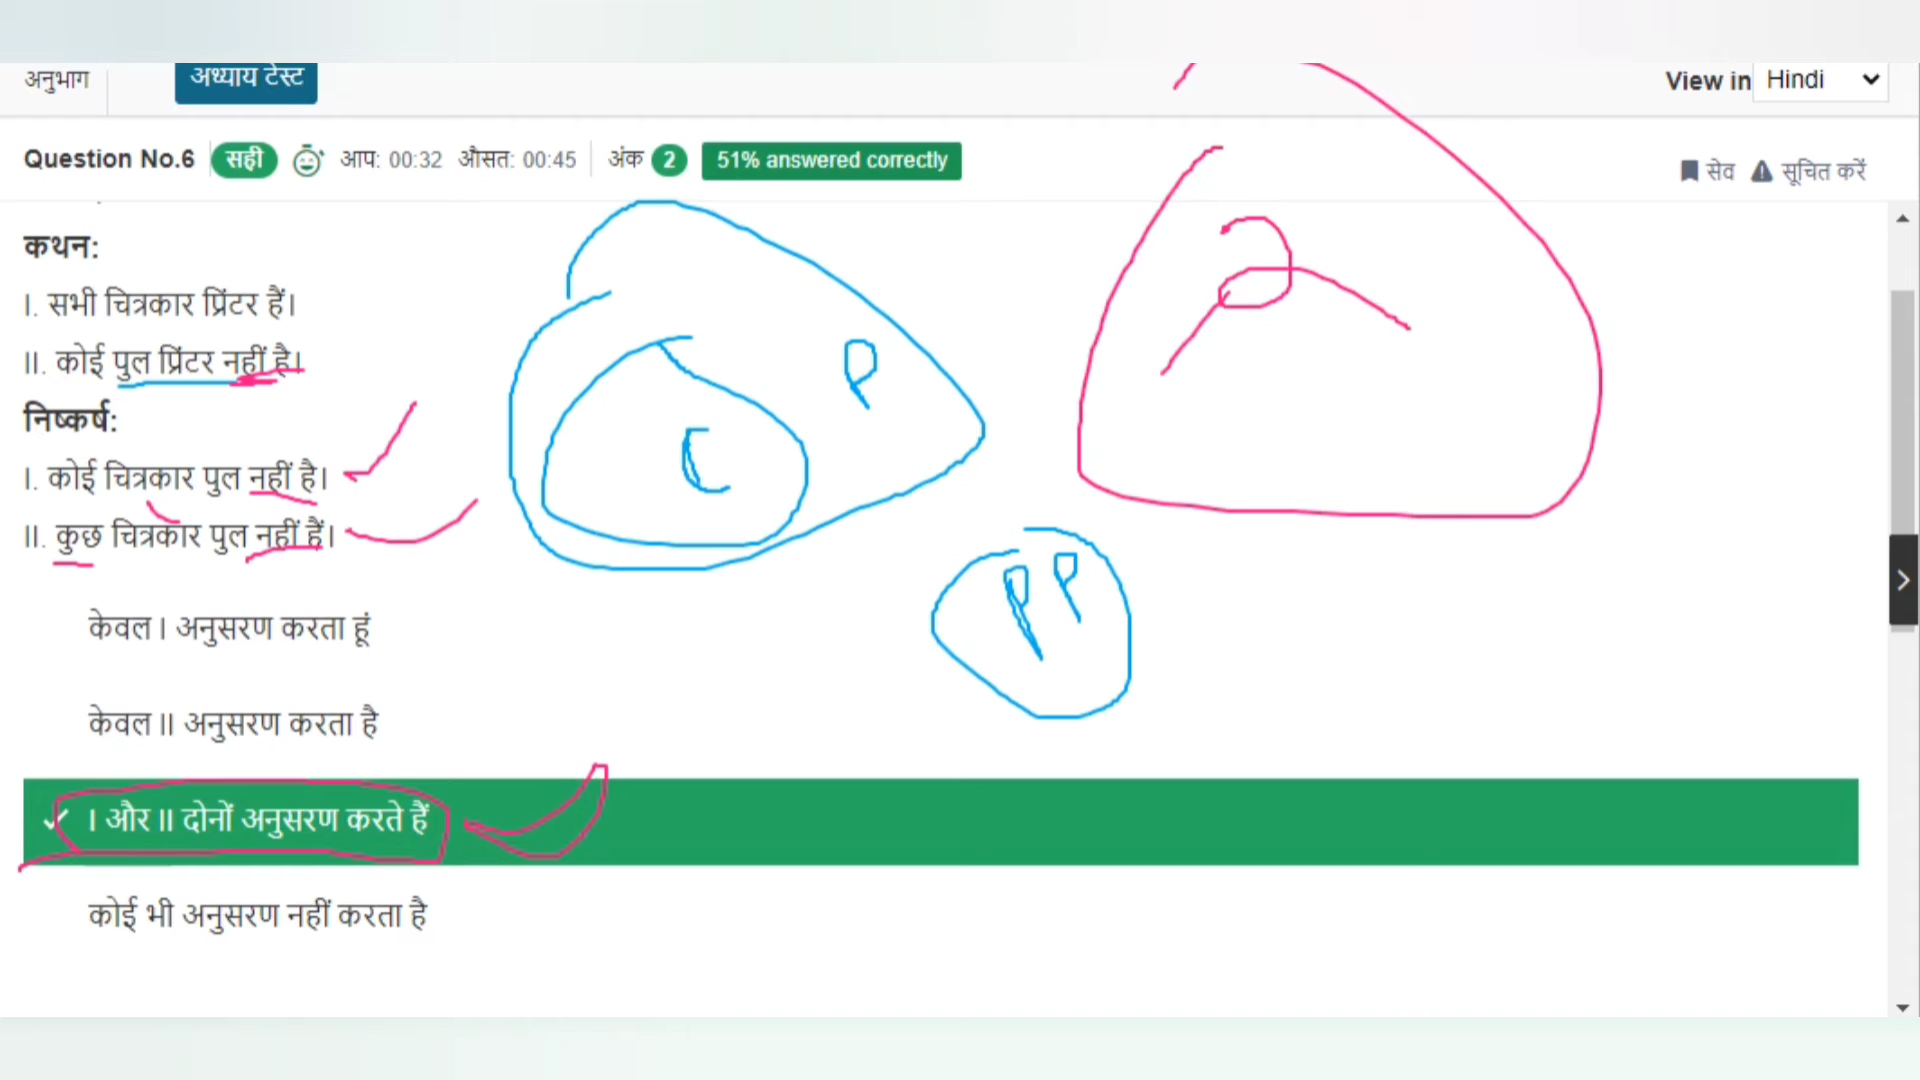 अनुभाग
अध्याय टेस्ट
View in Hindi
Question No.6 सही आप: 00:32 औसत: 00:45 अंक 2 51% answered correctly
सेव सूचित करें
कथन:
I. सभी चित्रकार प्रिंटर हैं।
II. कोई पुल प्रिंटर नहीं है।
निष्कर्ष:
I. कोई चित्रकार पुल नहीं है।
II. कुछ चित्रकार पुल नहीं हैं।
P
C
P P
केवल I अनुसरण करता हूं
केवल II अनुसरण करता है
I और II दोनों अनुसरण करते हैं
कोई भी अनुसरण नहीं करता है